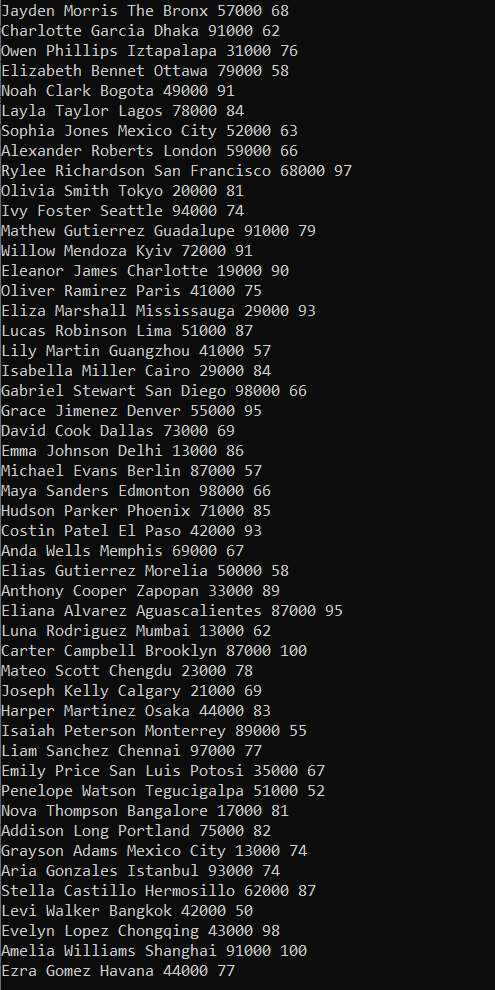 Jayden Morris The Bronx 57000 68
Charlotte Garcia Dhaka 91000 62
Owen Phillips Iztapalapa 31000 76
Elizabeth Bennet Ottawa 79000 58
Noah Clark Bogota 49000 91
Layla Taylor Lagos 78000 84
Sophia Jones Mexico City 52000 63
Alexander Roberts London 59000 66
Rylee Richardson San Francisco 68000 97
Olivia Smith Tokyo 20000 81
Ivy Foster Seattle 94000 74
Mathew Gutierrez Guadalupe 91000 79
Willow Mendoza Kyiv 72000 91
Eleanor James Charlotte 19000 90
Oliver Ramirez Paris 41000 75
Eliza Marshall Mississauga 29000 93
Lucas Robinson Lima 51000 87
Lily Martin Guangzhou 41000 57
Isabella Miller Cairo 29000 84
Gabriel Stewart San Diego 98000 66
Grace Jimenez Denver 55000 95
David Cook Dallas 73000 69
Emma Johnson Delhi 13000 86
Michael Evans Berlin 87000 57
Maya Sanders Edmonton 98000 66
Hudson Parker Phoenix 71000 85
Costin Patel El Paso 42000 93
Anda Wells Memphis 69000 67
Elias Gutierrez Morelia 50000 58
Anthony Cooper Zapopan 33000 89
Eliana Alvarez Aguascalientes 87000 95
Luna Rodriguez Mumbai 13000 62
Carter Campbell Brooklyn 87000 100
Mateo Scott Chengdu 23000 78
Joseph Kelly Calgary 21000 69
Harper Martinez Osaka 44000 83
Isaiah Peterson Monterrey 89000 55
Liam Sanchez Chennai 97000 77
Emily Price San Luis Potosi 35000 67
Penelope Watson Tegucigalpa 51000 52
Nova Thompson Bangalore 17000 81
Addison Long Portland 75000 82
Grayson Adams Mexico City 13000 74
Aria Gonzales Istanbul 93000 74
Stella Castillo Hermosillo 62000 87
Levi Walker Bangkok 42000 50
Evelyn Lopez Chongqing 43000 98
Amelia Williams Shanghai 91000 100
Ezra Gomez Havana 44000 77